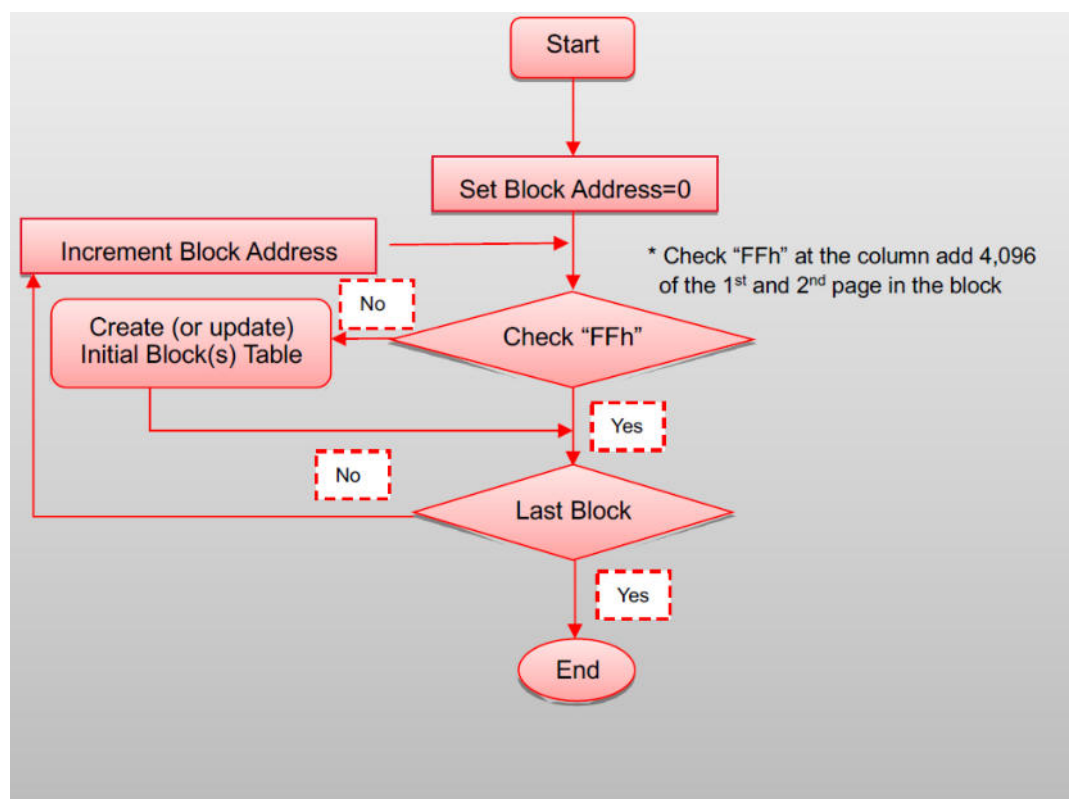 Start
Set Block Address=0
Increment Block Address
* Check “FFh” at the column add 4,096
of the 1st and 2nd page in the block
No
Create (or update)
Initial Block(s) Table
Check “FFh”
Yes
No
Last Block
Yes
End